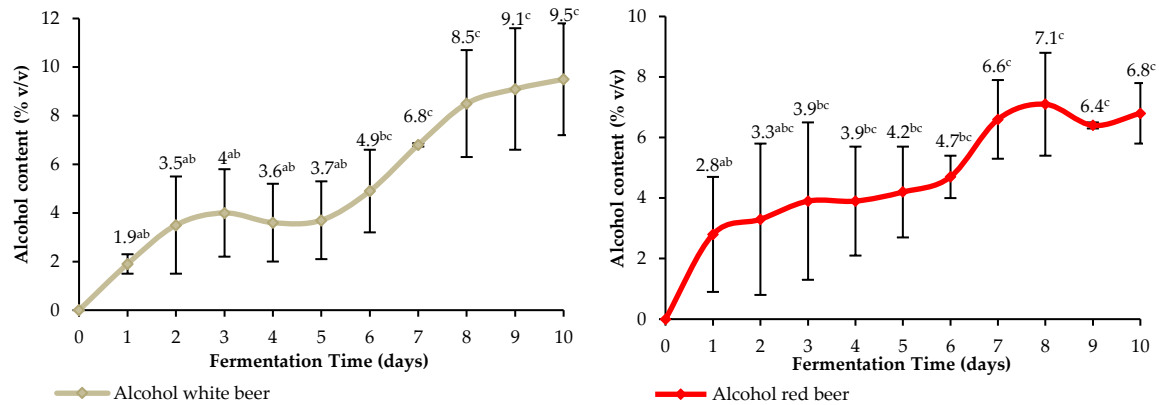 12
10
8
6
4
2
0
Alcohol content (% v/v)
1.9ab
3.5ab
4ab
3.6ab
3.7ab
4.9bc
6.8c
8.5c
9.1c
9.5c
0 1 2 3 4 5 6 7 8 9 10
Fermentation Time (days)
Alcohol white beer
10
8
6
4
2
0
Alcohol content (% v/v)
2.8ab
3.3abc
3.9bc
3.9bc
4.2bc
4.7bc
6.6c
7.1c
6.4c
6.8c
0 1 2 3 4 5 6 7 8 9 10
Fermentation Time (days)
Alcohol red beer